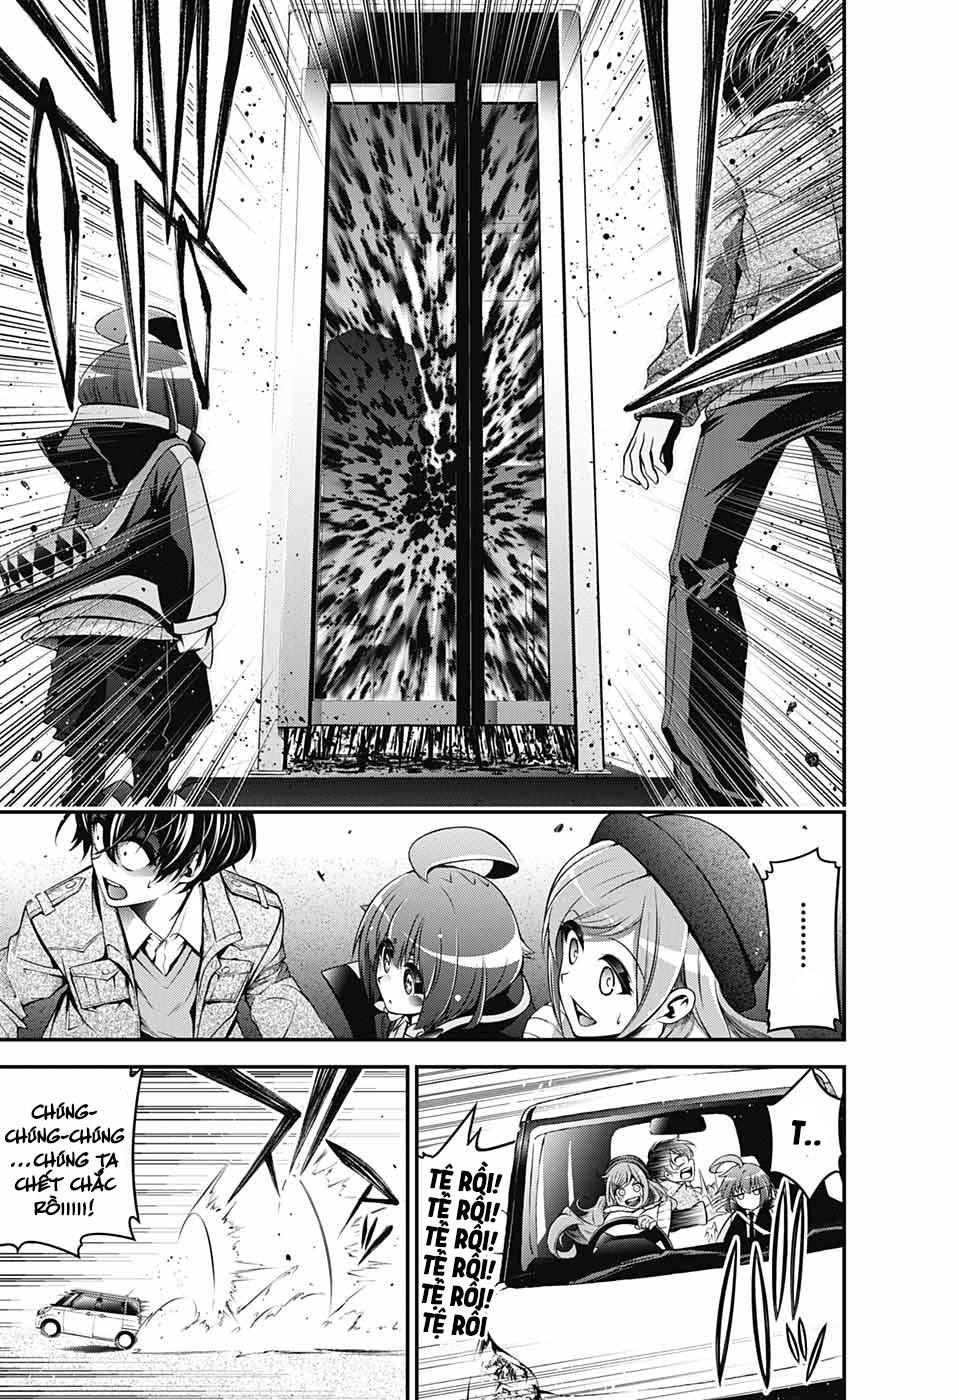 .........
T..
TỆ RỒI!
TỆ RỒI!
TỆ RỒI!
TỆ RỒI!
TỆ RỒI!
TỆ RỒI
CHÚNG-
CHÚNG-CHÚNG
...CHÚNG TA
CHẾT CHẮC
RỒIIIII!